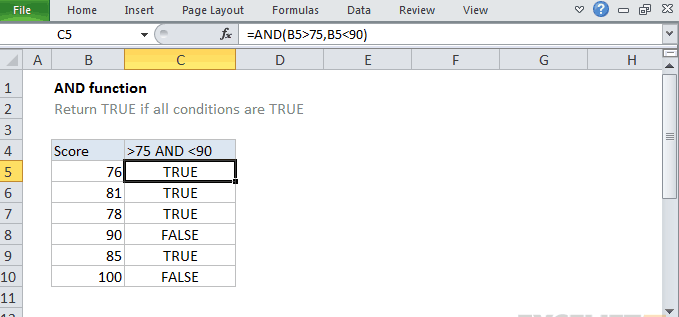 File Home Insert Page Layout Formulas Data Review View
C5 fx =AND(B5>75,B5<90)
A B C D E F G H
1 AND function
2 Return TRUE if all conditions are TRUE
3
4 Score >75 AND <90
5 76 TRUE
6 81 TRUE
7 78 TRUE
8 90 FALSE
9 85 TRUE
10 100 FALSE
11